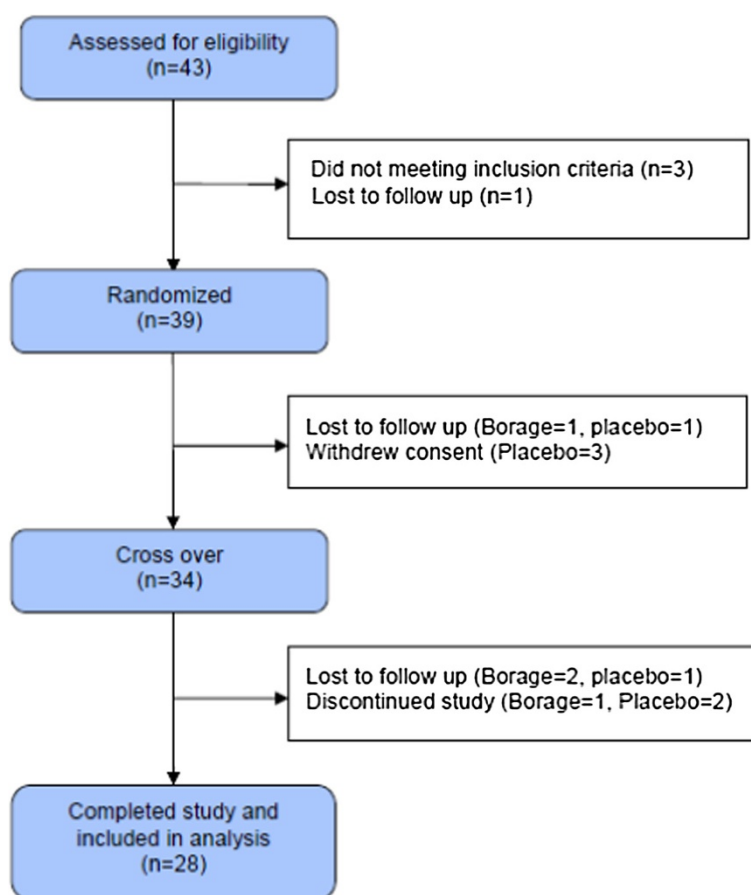 Assessed for eligibility
(n=43)
Did not meeting inclusion criteria (n=3)
Lost to follow up (n=1)
Randomized
(n=39)
Lost to follow up (Borage=1, placebo=1)
Withdrew consent (Placebo=3)
Cross over
(n=34)
Lost to follow up (Borage=2, placebo=1)
Discontinued study (Borage=1, Placebo=2)
Completed study and
included in analysis
(n=28)